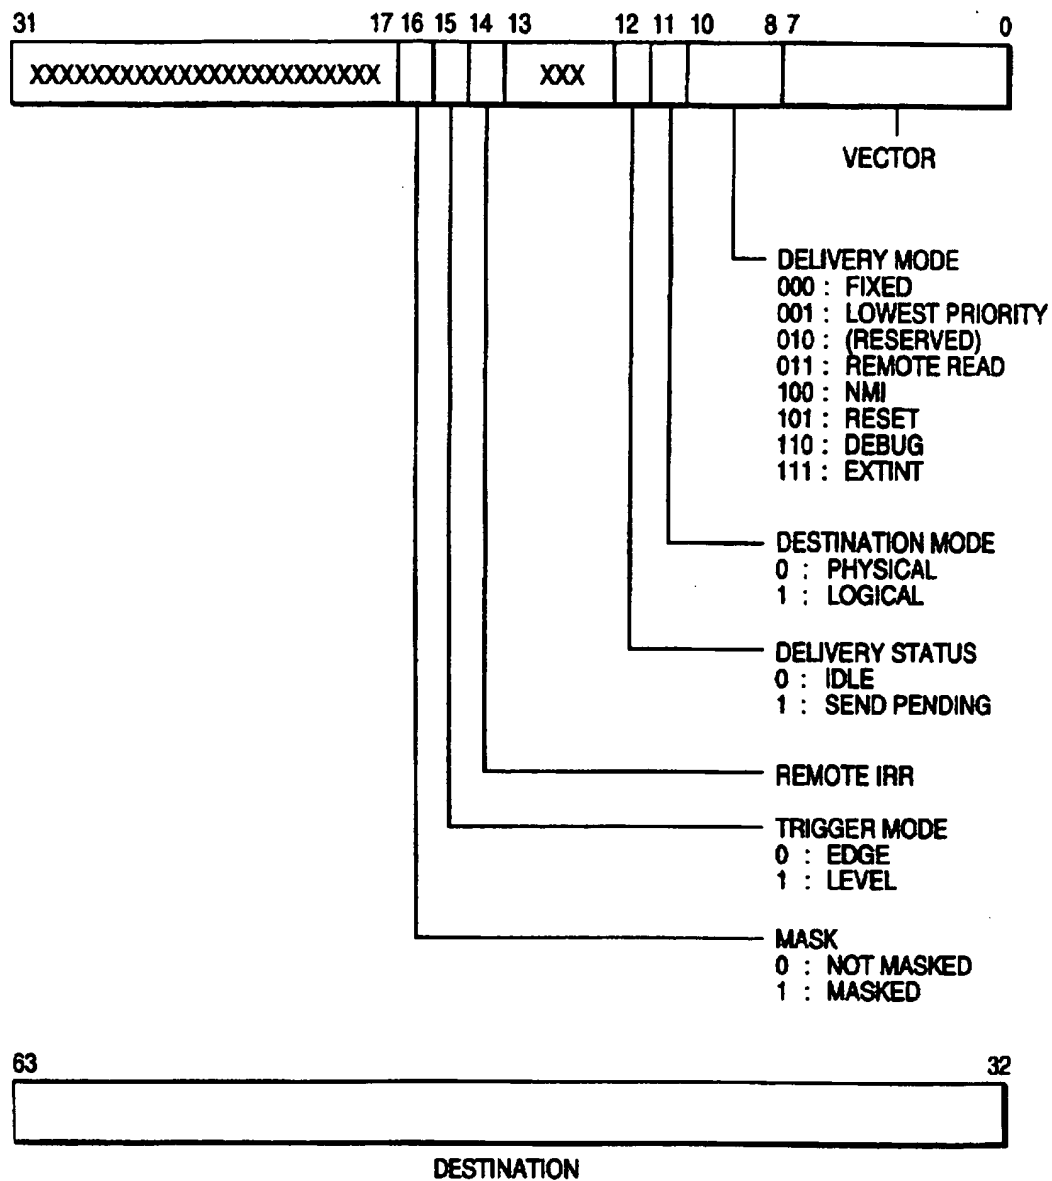 31 17 16 15 14 13 12 11 10 8 7 0
XXXXXXXXXXXXXXXXXXXXXXXX XXX
VECTOR
DELIVERY MODE
000 : FIXED
001 : LOWEST PRIORITY
010 : (RESERVED)
011 : REMOTE READ
100 : NMI
101 : RESET
110 : DEBUG
111 : EXTINT
DESTINATION MODE
0 : PHYSICAL
1 : LOGICAL
DELIVERY STATUS
0 : IDLE
1 : SEND PENDING
REMOTE IRR
TRIGGER MODE
0 : EDGE
1 : LEVEL
MASK
0 : NOT MASKED
1 : MASKED
63 32
DESTINATION